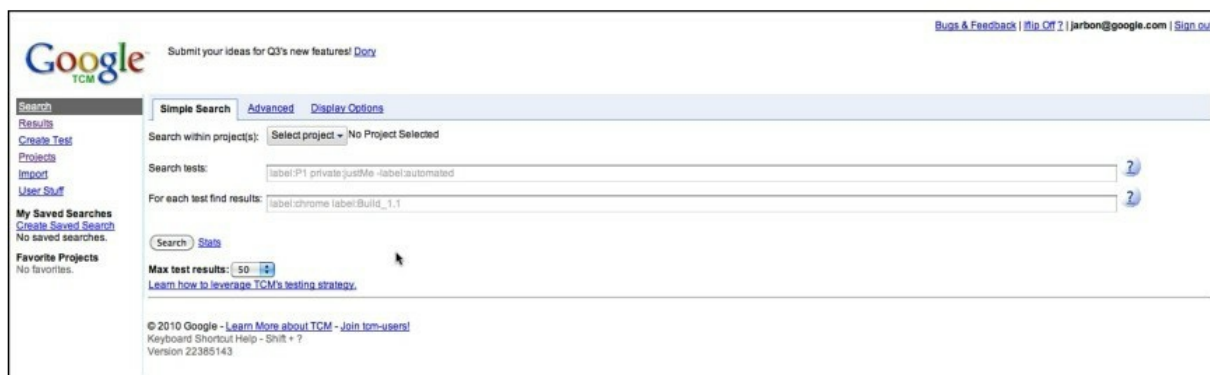 Bugs & Feedback | Iflip Off ? | jarbon@google.com | Sign ou
Google
TCM
Submit your ideas for Q3's new features! Dory
Search
Results
Create Test
Projects
Import
User Stuff
My Saved Searches
Create Saved Search
No saved searches.
Favorite Projects
No favorites.
Simple Search Advanced Display Options
Search within project(s): Select project No Project Selected
Search tests: label:P1 private:justMe -label:automated ?
For each test find results: label:chrome label:Build_1.1 ?
Search Stats
Max test results: 50
Learn how to leverage TCM's testing strategy.
© 2010 Google - Learn More about TCM - Join tcm-users!
Keyboard Shortcut Help - Shift + ?
Version 22385143